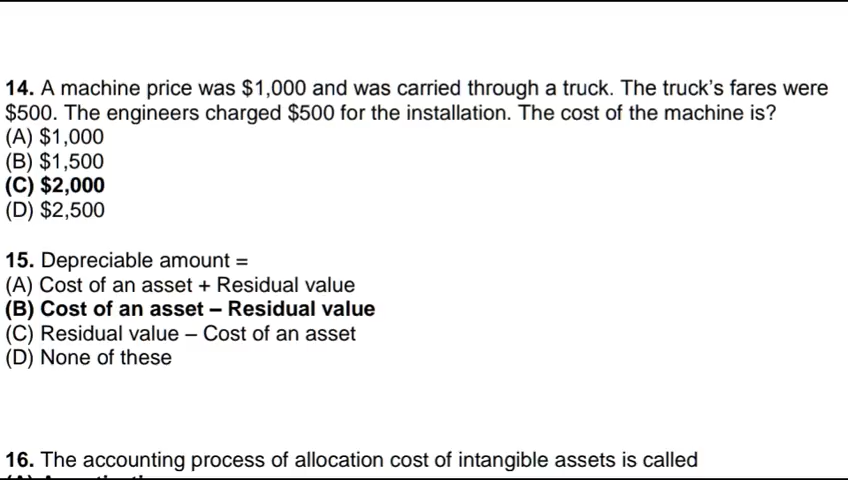 14. A machine price was $1,000 and was carried through a truck. The truck's fares were
$500. The engineers charged $500 for the installation. The cost of the machine is?
(A) $1,000
(B) $1,500
(C) $2,000
(D) $2,500
15. Depreciable amount =
(A) Cost of an asset + Residual value
(B) Cost of an asset – Residual value
(C) Residual value – Cost of an asset
(D) None of these
16. The accounting process of allocation cost of intangible assets is called